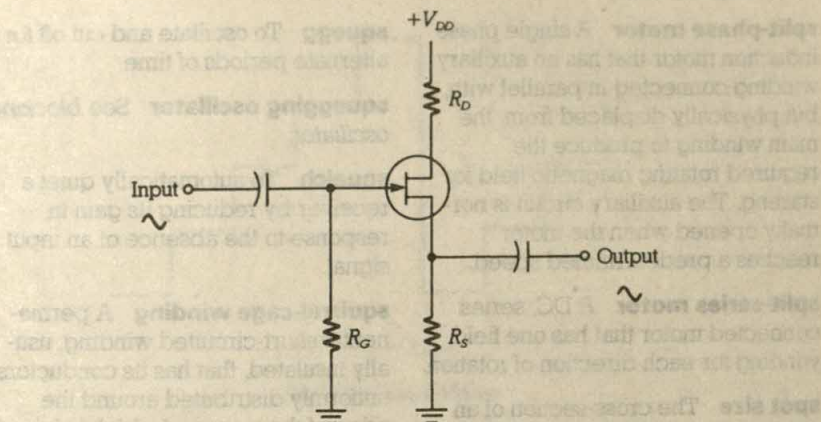 +V_DD
R_D
Input
Output
R_G
R_S
split-phase motor A single phase
induction motor that has an auxiliary
winding connected in parallel with
but physically displaced from the
main winding to produce the
required rotating magnetic field for
starting. The auxiliary circuit is nor-
mally opened when the motor
reaches a predetermined speed.
split-series motor A DC series
connected motor that has one field
winding for each direction of rotation.
spot size The cross section of an
squegg To oscillate and cut off for
alternate periods of time.
squegging oscillator See blocking
oscillator.
squelch To automatically quiet a
receiver by reducing its gain in
response to the absence of an input
signal.
squirrel-cage winding A perma-
nently short-circuited winding, usu-
ally insulated, that has its conductors
uniformly distributed around the